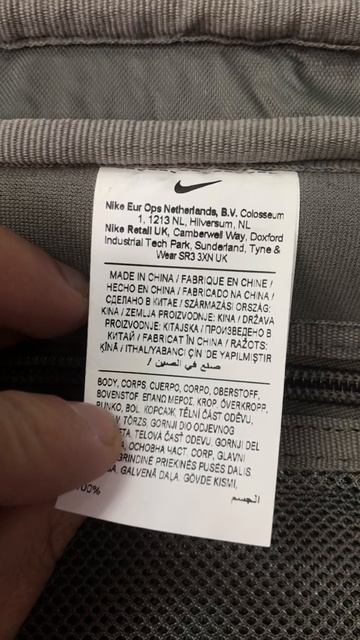 Nike Eur Ops Netherlands, B.V. Colosseum
1, 1213 NL, Hilversum, NL
Nike Retail UK, Camberwell Way, Doxford
Industrial Tech Park, Sunderland, Tyne &
Wear SR3 3XN UK
MADE IN CHINA / FABRIQUE EN CHINE /
HECHO EN CHINA / FABRICADO NA CHINA /
СДЕЛАНО В КИТАЕ / SZÁRMAZÁSI ORSZÁG:
KÍNA / ZEMLJA PROIZVODNJE: KINA / DRŽAVA
PROIZVODNJE: KITAJSKA / ПРОИЗВЕДЕНО В
КИТАЙ / FABRICAT ÎN CHINA / RAŽOTS:
ĶĪNĀ / ITHAL/YABANCI ÇİN DE YAPILMIŞTIR
/ صنع في الصين
BODY, CORPS, CUERPO, CORPO, OBERSTOFF,
BOVENSTOF, ΕΠΑΝΩ ΜΕΡΟΣ, KROP, ÖVERKROPP,
RUNKO, BOL, КОРСАЖ, TĚLNÍ ČÁST ODĚVU,
TÖRZS, GORNJI DIO ODJEVNOG
TELOVÁ ČASŤ ODEVU, GORNJI DEL
ОСНОВНА ЧАСТ, CORP, GLAVNI
GRINDINĖ PRIEKINĖS PUSĖS DALIS
GALVENĀ DAĻA, GÖVDE KISMI,
الجسم
100%